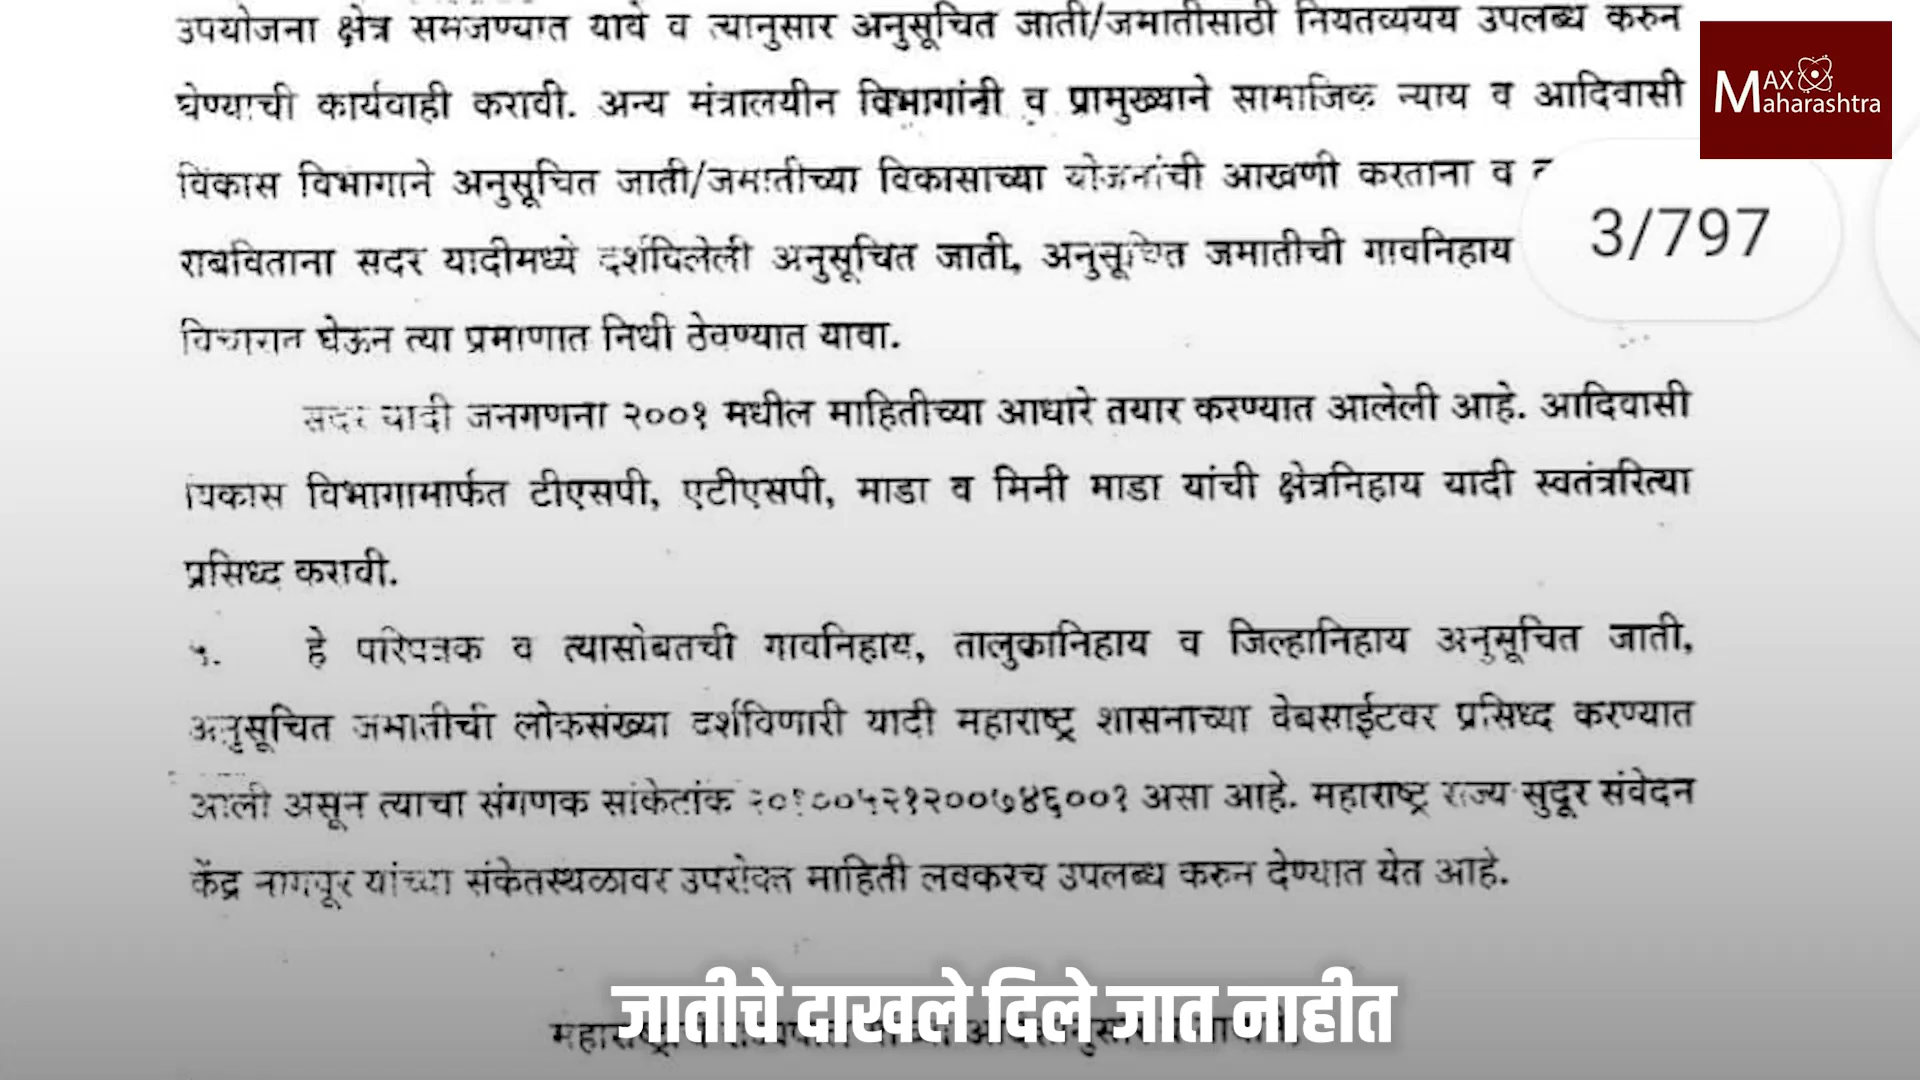 उपयोजना क्षेत्र समजण्यात यावे व त्यानुसार अनुसूचित जाती/जमातीसाठी नियतव्यय उपलब्ध करुन
घेण्याची कार्यवाही करावी. अन्य मंत्रालयीन विभागांनी व प्रामुख्याने सामाजिक न्याय व आदिवासी
विकास विभागाने अनुसूचित जाती/जमातीच्या विकासाच्या योजनांची आखणी करताना व
राबविताना सदर यादीमध्ये दर्शविलेली अनुसूचित जाती, अनुसूचित जमातीची गावनिहाय
विचारात घेऊन त्या प्रमाणात निधी ठेवण्यात यावा.
सदर यादी जनगणना २००१ मधील माहितीच्या आधारे तयार करण्यात आलेली आहे. आदिवासी
विकास विभागामार्फत टीएसपी, एटीएसपी, माडा व मिनी माडा यांची क्षेत्रनिहाय यादी स्वतंत्ररित्या
प्रसिध्द करावी.
५. हे परिपत्रक व त्यासोबतची गावनिहाय, तालुकानिहाय व जिल्हानिहाय अनुसूचित जाती,
अनुसूचित जमातीची लोकसंख्या दर्शविणारी यादी महाराष्ट्र शासनाच्या वेबसाईटवर प्रसिध्द करण्यात
आली असून त्याचा संगणक सांकेतांक २०१००५२१२००७४६००१ असा आहे. महाराष्ट्र राज्य सुदूर संवेदन
केंद्र नागपूर यांच्या संकेतस्थळावर उपरोक्त माहिती लवकरच उपलब्ध करुन देण्यात येत आहे.
MAX Maharashtra
3/797
जातीचे दाखले दिले जात नाहीत